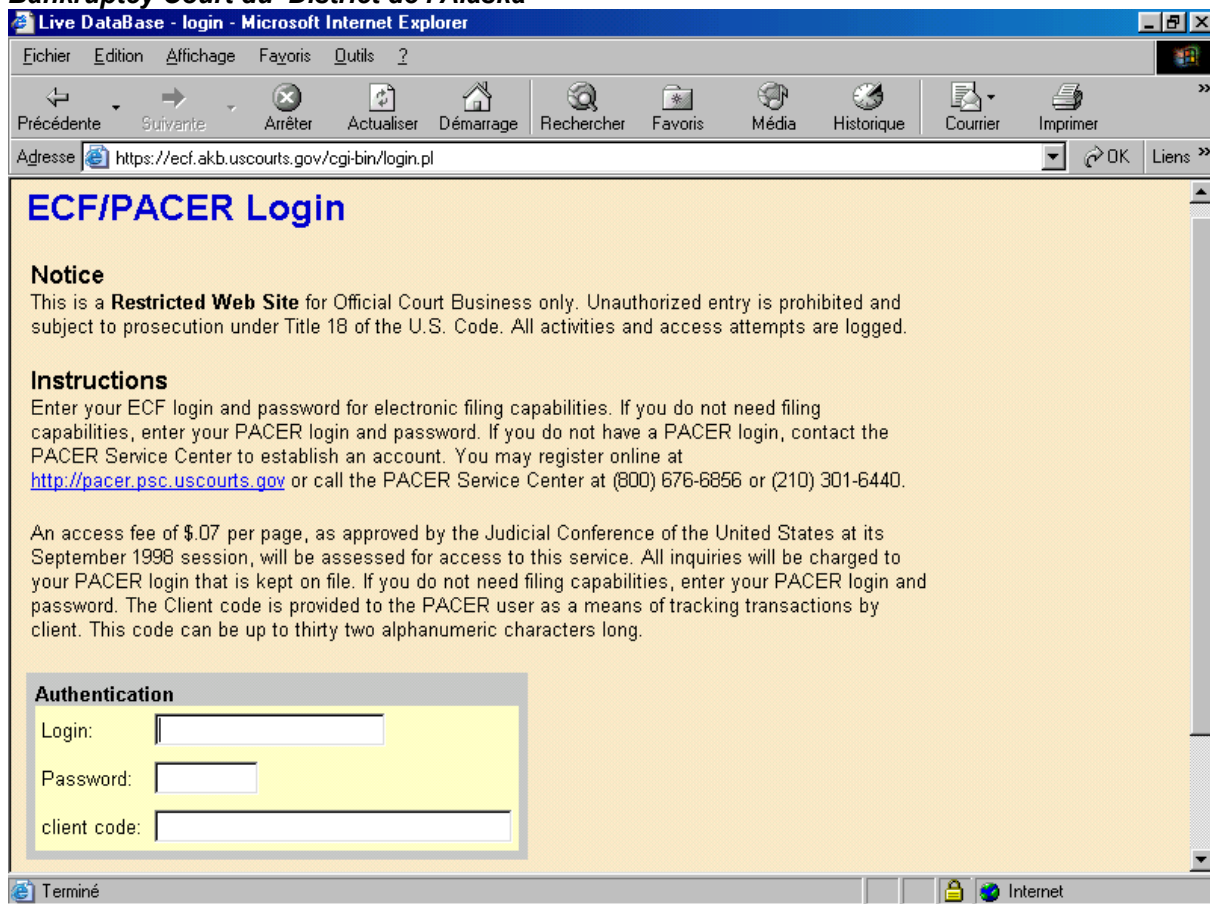 Bankruptcy Court du District de l'Alaska
Live DataBase - login - Microsoft Internet Explorer
Fichier Edition Affichage Favoris Outils ?
Précédente Suivante Arrêter Actualiser Démarrage Rechercher Favoris Média Historique Courrier Imprimer »
Adresse https://ecf.akb.uscourts.gov/cgi-bin/login.pl OK Liens »
ECF/PACER Login
Notice
This is a Restricted Web Site for Official Court Business only. Unauthorized entry is prohibited and
subject to prosecution under Title 18 of the U.S. Code. All activities and access attempts are logged.
Instructions
Enter your ECF login and password for electronic filing capabilities. If you do not need filing
capabilities, enter your PACER login and password. If you do not have a PACER login, contact the
PACER Service Center to establish an account. You may register online at
http://pacer.psc.uscourts.gov or call the PACER Service Center at (800) 676-6856 or (210) 301-6440.
An access fee of $.07 per page, as approved by the Judicial Conference of the United States at its
September 1998 session, will be assessed for access to this service. All inquiries will be charged to
your PACER login that is kept on file. If you do not need filing capabilities, enter your PACER login and
password. The Client code is provided to the PACER user as a means of tracking transactions by
client. This code can be up to thirty two alphanumeric characters long.
Authentication
Login:
Password:
client code:
Terminé Internet